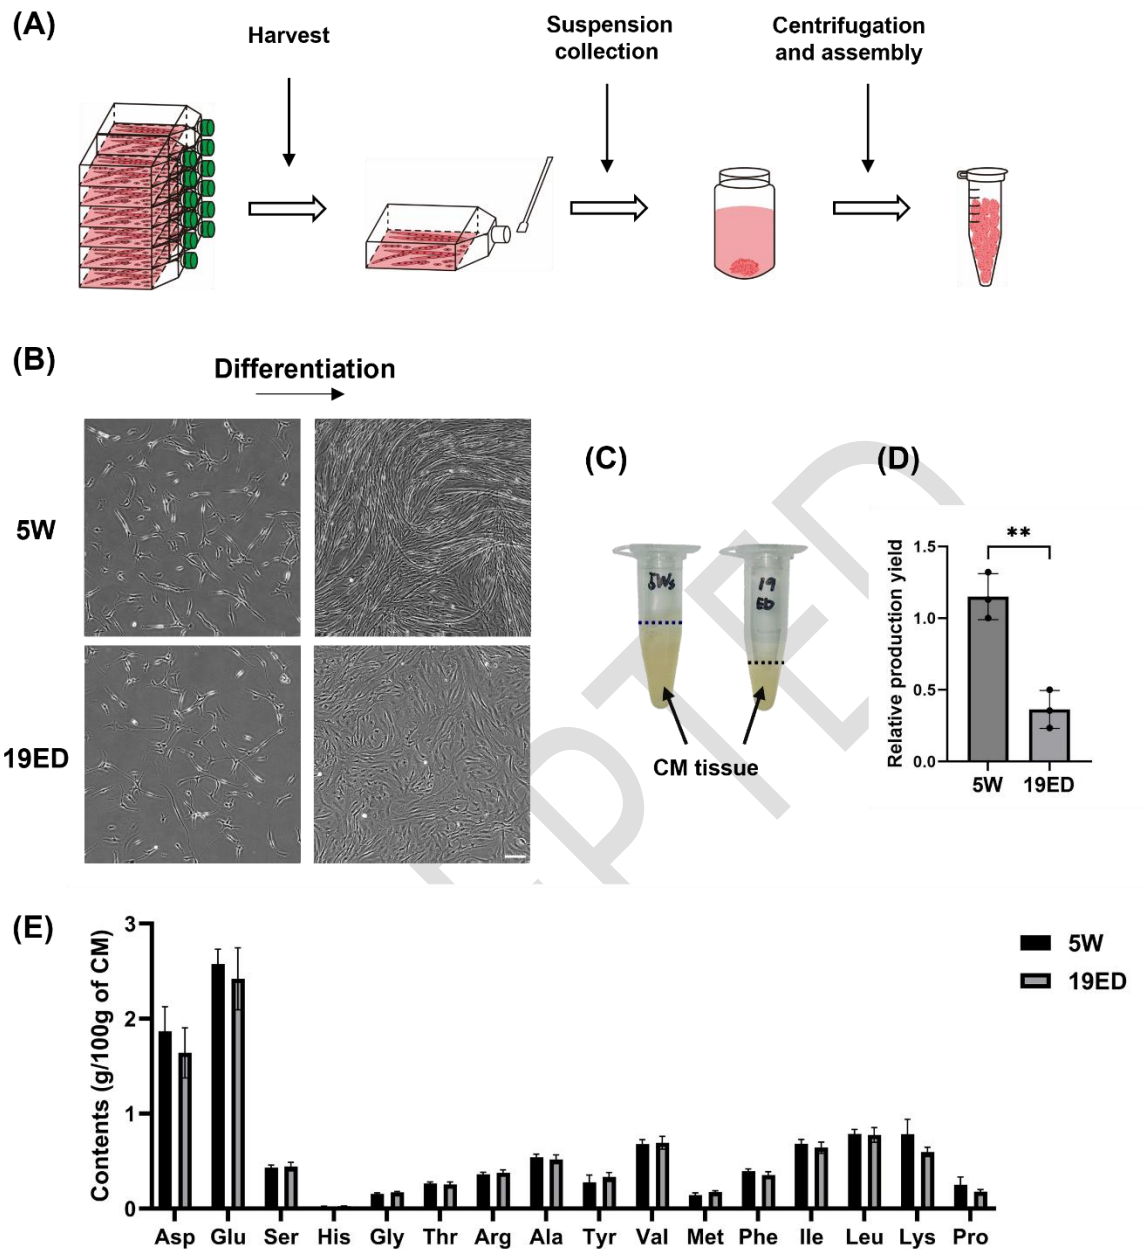 (A)
Harvest
Suspension
collection
Centrifugation
and assembly
(B)
Differentiation
5W
19ED
(C)
5Ws
19
ED
CM tissue
(D)
**
Relative production yield
1.5
1.0
0.5
0.0
5W 19ED
(E)
Contents (g/100g of CM)
3
2
1
0
Asp Glu Ser His Gly Thr Arg Ala Tyr Val Met Phe Ile Leu Lys Pro
5W
19ED
PTED